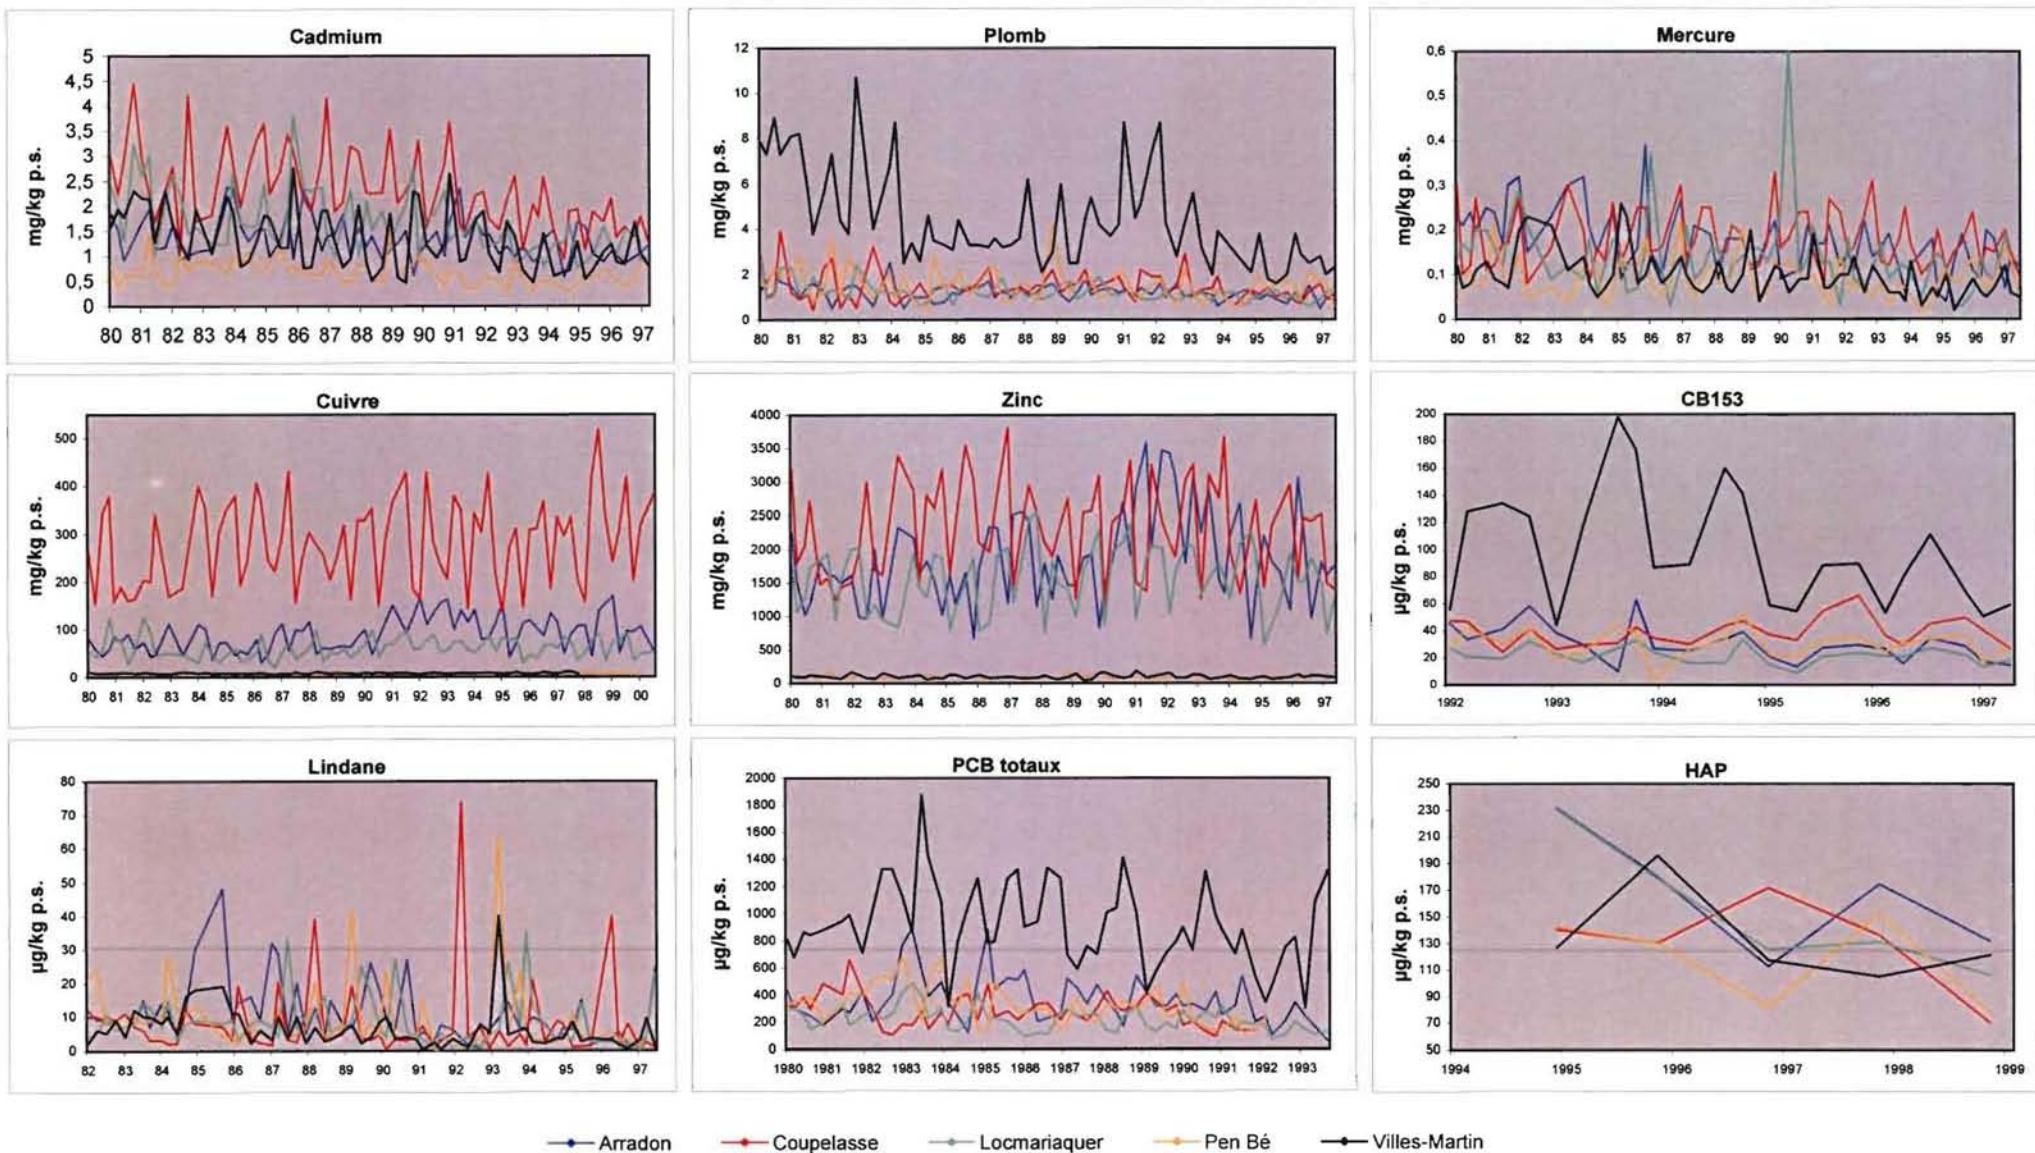 Cadmium
mg/kg p.s.
5
4,5
4
3,5
3
2,5
2
1,5
1
0,5
0
80 81 82 83 84 85 86 87 88 89 90 91 92 93 94 95 96 97
Plomb
mg/kg p.s.
12
10
8
6
4
2
0
80 81 82 83 84 85 86 87 88 89 90 91 92 93 94 95 96 97
Mercure
mg/kg p.s.
0,6
0,5
0,4
0,3
0,2
0,1
0
80 81 82 83 84 85 86 87 88 89 90 91 92 93 94 95 96 97
Cuivre
mg/kg p.s.
500
400
300
200
100
0
80 81 82 83 84 85 86 87 88 89 90 91 92 93 94 95 96 97 98 99 00
Zinc
mg/kg p.s.
4000
3500
3000
2500
2000
1500
1000
500
0
80 81 82 83 84 85 86 87 88 89 90 91 92 93 94 95 96 97
CB153
µg/kg p.s.
200
180
160
140
120
100
80
60
40
20
0
1992 1993 1994 1995 1996 1997
Lindane
µg/kg p.s.
80
70
60
50
40
30
20
10
0
82 83 84 85 86 87 88 89 90 91 92 93 94 95 96 97
PCB totaux
µg/kg p.s.
2000
1800
1600
1400
1200
1000
800
600
400
200
0
1980 1981 1982 1983 1984 1985 1986 1987 1988 1989 1990 1991 1992 1993
HAP
µg/kg p.s.
250
230
210
190
170
150
130
110
90
70
50
1994 1995 1996 1997 1998 1999
Arradon Coupelasse Locmariaquer Pen Bé Villes-Martin